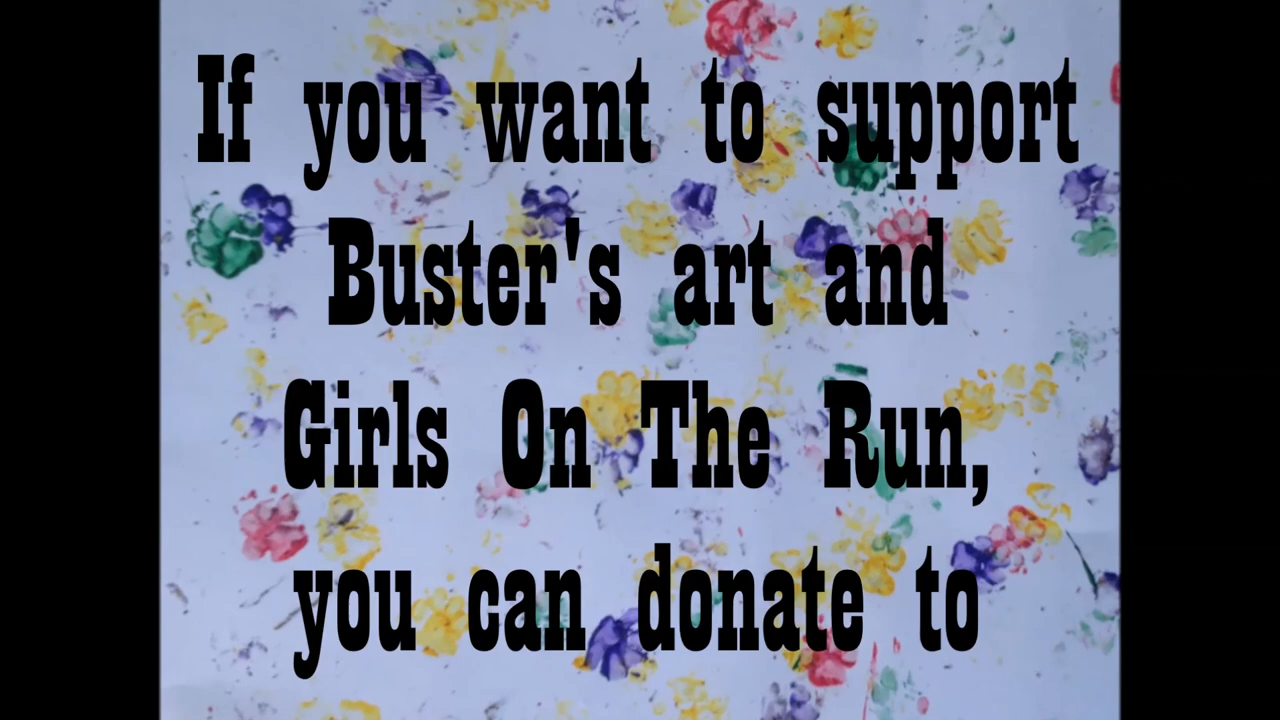 If you want to support
Buster's art and
Girls On The Run,
you can donate to